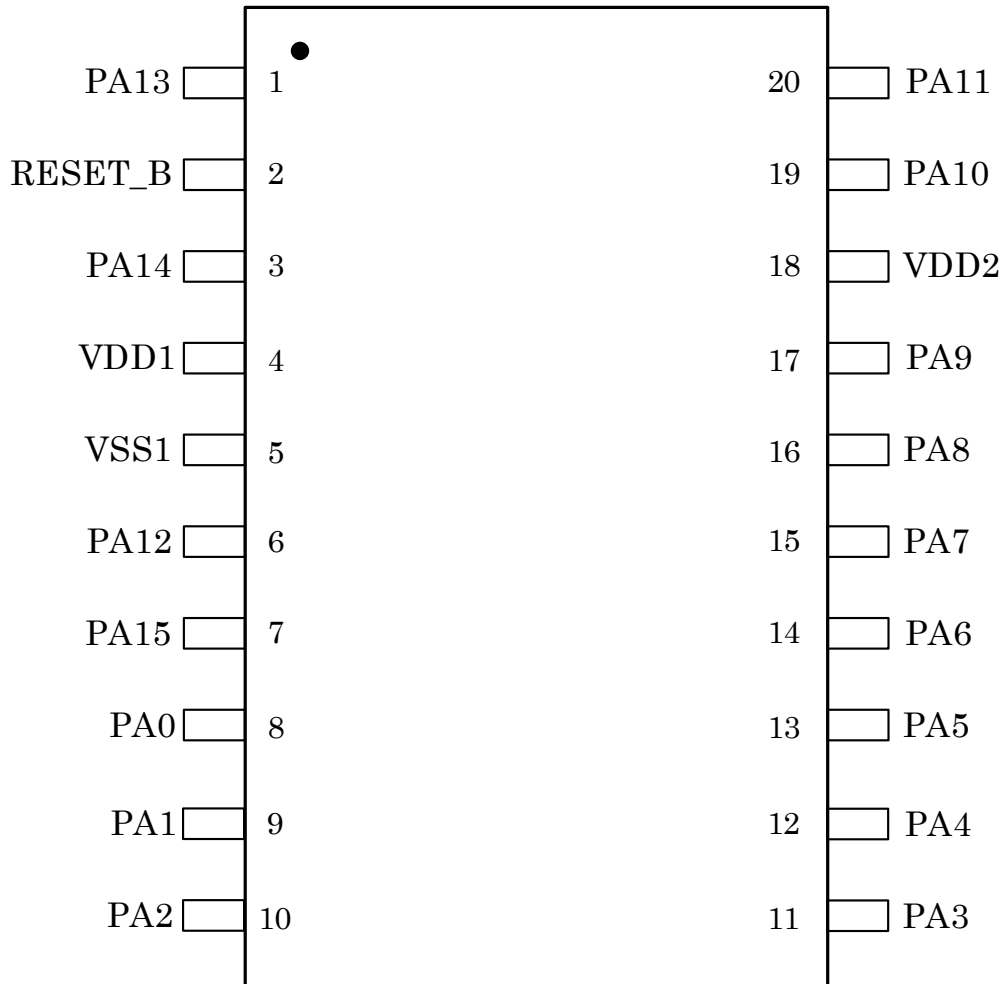 PA13 1 20 PA11
RESET_B 2 19 PA10
PA14 3 18 VDD2
VDD1 4 17 PA9
VSS1 5 16 PA8
PA12 6 15 PA7
PA15 7 14 PA6
PA0 8 13 PA5
PA1 9 12 PA4
PA2 10 11 PA3